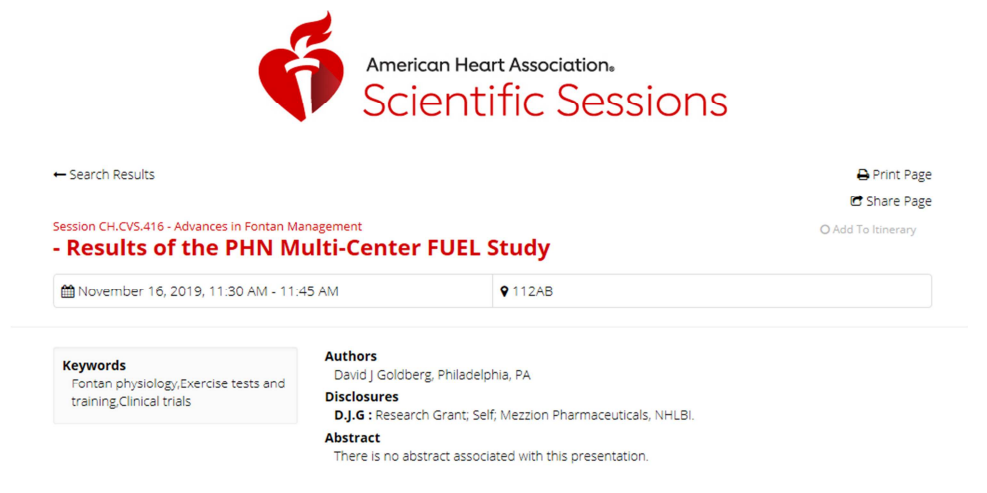 American Heart Association®
Scientific Sessions
Search Results
Print Page
Share Page
Session CH.CVS.416 - Advances in Fontan Management
Add To Itinerary
- Results of the PHN Multi-Center FUEL Study
November 16, 2019, 11:30 AM - 11:45 AM
112AB
Keywords
Fontan physiology,Exercise tests and
training,Clinical trials
Authors
David J Goldberg, Philadelphia, PA
Disclosures
D.J.G : Research Grant; Self; Mezzion Pharmaceuticals, NHLBI.
Abstract
There is no abstract associated with this presentation.